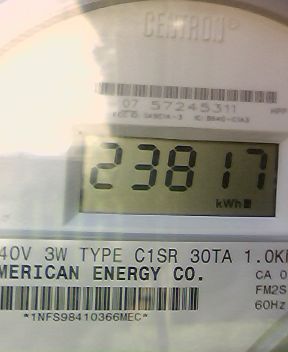 CENTRON®
07 57245311
23817
kWh
40V 3W TYPE C1SR 30TA 1.0K
MERICAN ENERGY CO.
CA 0
FM2S
60Hz
*1NFS98410366MEC*